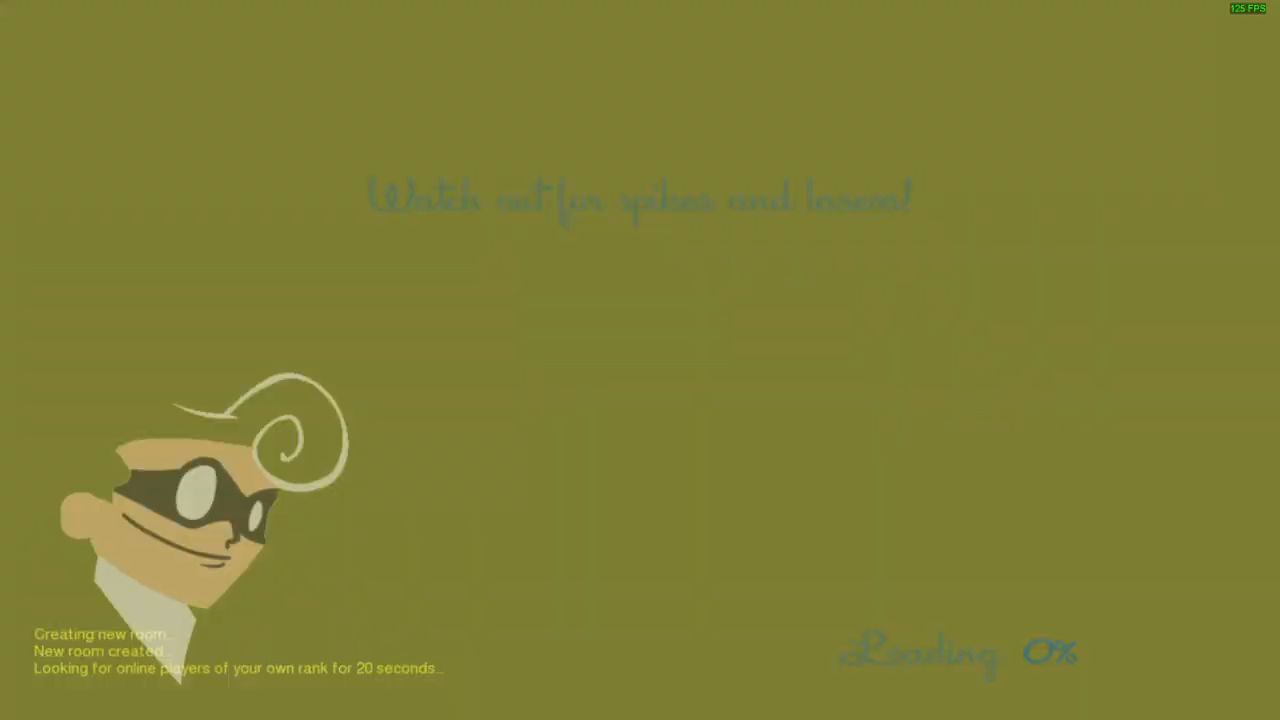 125 FPS
Watch out for spikes and lasers!
Creating new room...
New room created...
Looking for online players of your own rank for 20 seconds...
Loading 0%